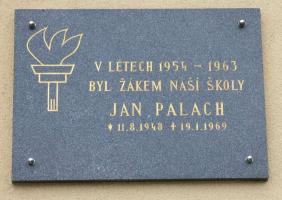 V LETECH 1954 - 1963
BYL ŽÁKEM NAŠÍ ŠKOLY
JAN PALACH
* 11.8.1948 † 19.1.1969